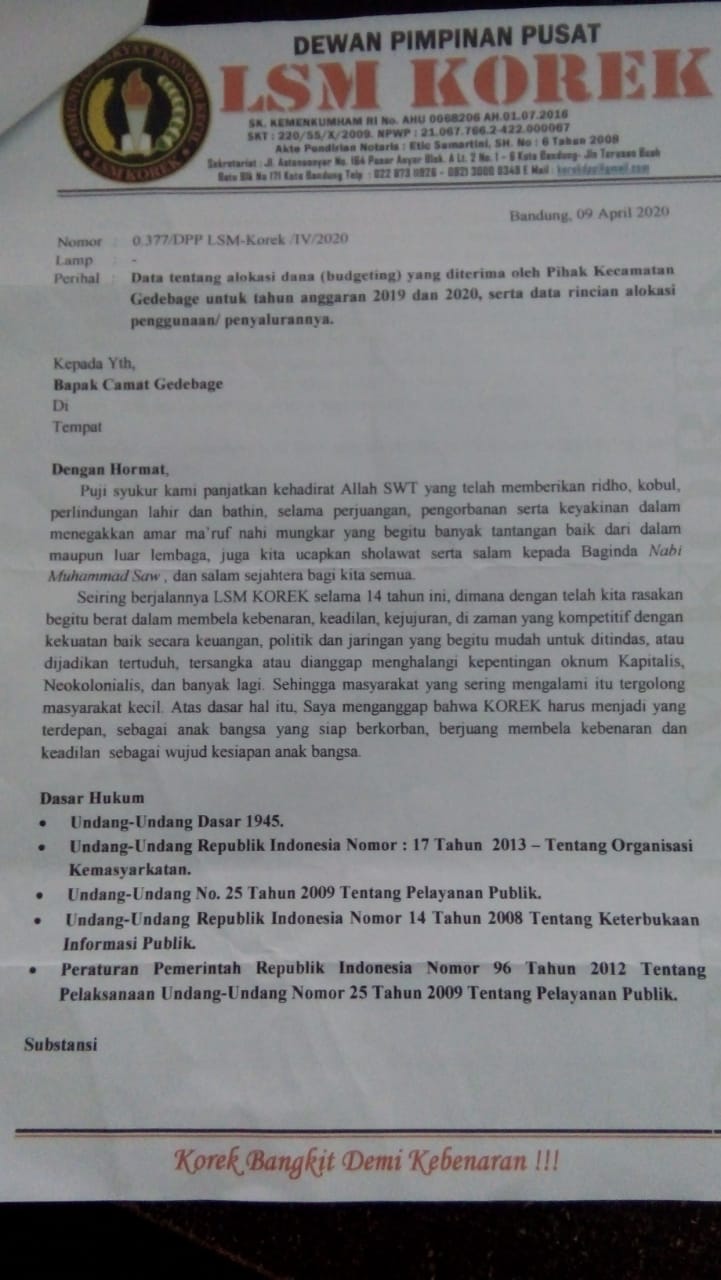 DEWAN PIMPINAN PUSAT
LSM KOREK
KOMUNITAS RAKYAT EKONOMI KECIL
LSM KOREK
SK. KEMENKUMHAM RI No. AHU 0068206 AH.01.07.2016
SKT : 220/55/X/2009. NPWP : 21.067.766.2-422.000067
Akte Pendirian Notaris : Etic Sumartini, SH. No : 6 Tahun 2008
Sekretariat : Jl. Astanaanyar No. 164 Pasar Anyar Blok. A Lt. 2 No. 1 - 6 Kota Bandung- Jln Terusan Buah
Batu Blk No 171 Kota Bandung Telp : 022 873 0926 - 0821 3000 0348 E Mail : korekdpp@gmail.com
Bandung, 09 April 2020
Nomor : 0.377/DPP LSM-Korek /IV/2020
Lamp : -
Perihal : Data tentang alokasi dana (budgeting) yang diterima oleh Pihak Kecamatan
Gedebage untuk tahun anggaran 2019 dan 2020, serta data rincian alokasi
penggunaan/ penyalurannya.
Kepada Yth,
Bapak Camat Gedebage
Di
Tempat
Dengan Hormat,
Puji syukur kami panjatkan kehadirat Allah SWT yang telah memberikan ridho, kobul,
perlindungan lahir dan bathin, selama perjuangan, pengorbanan serta keyakinan dalam
menegakkan amar ma'ruf nahi mungkar yang begitu banyak tantangan baik dari dalam
maupun luar lembaga, juga kita ucapkan sholawat serta salam kepada Baginda Nabi
Muhammad Saw , dan salam sejahtera bagi kita semua.
Seiring berjalannya LSM KOREK selama 14 tahun ini, dimana dengan telah kita rasakan
begitu berat dalam membela kebenaran, keadilan, kejujuran, di zaman yang kompetitif dengan
kekuatan baik secara keuangan, politik dan jaringan yang begitu mudah untuk ditindas, atau
dijadikan tertuduh, tersangka atau dianggap menghalangi kepentingan oknum Kapitalis,
Neokolonialis, dan banyak lagi. Sehingga masyarakat yang sering mengalami itu tergolong
masyarakat kecil. Atas dasar hal itu, Saya menganggap bahwa KOREK harus menjadi yang
terdepan, sebagai anak bangsa yang siap berkorban, berjuang membela kebenaran dan
keadilan sebagai wujud kesiapan anak bangsa.
Dasar Hukum
• Undang-Undang Dasar 1945.
• Undang-Undang Republik Indonesia Nomor : 17 Tahun 2013 – Tentang Organisasi
Kemasyarkatan.
• Undang-Undang No. 25 Tahun 2009 Tentang Pelayanan Publik.
• Undang-Undang Republik Indonesia Nomor 14 Tahun 2008 Tentang Keterbukaan
Informasi Publik.
• Peraturan Pemerintah Republik Indonesia Nomor 96 Tahun 2012 Tentang
Pelaksanaan Undang-Undang Nomor 25 Tahun 2009 Tentang Pelayanan Publik.
Substansi
Korek Bangkit Demi Kebenaran !!!